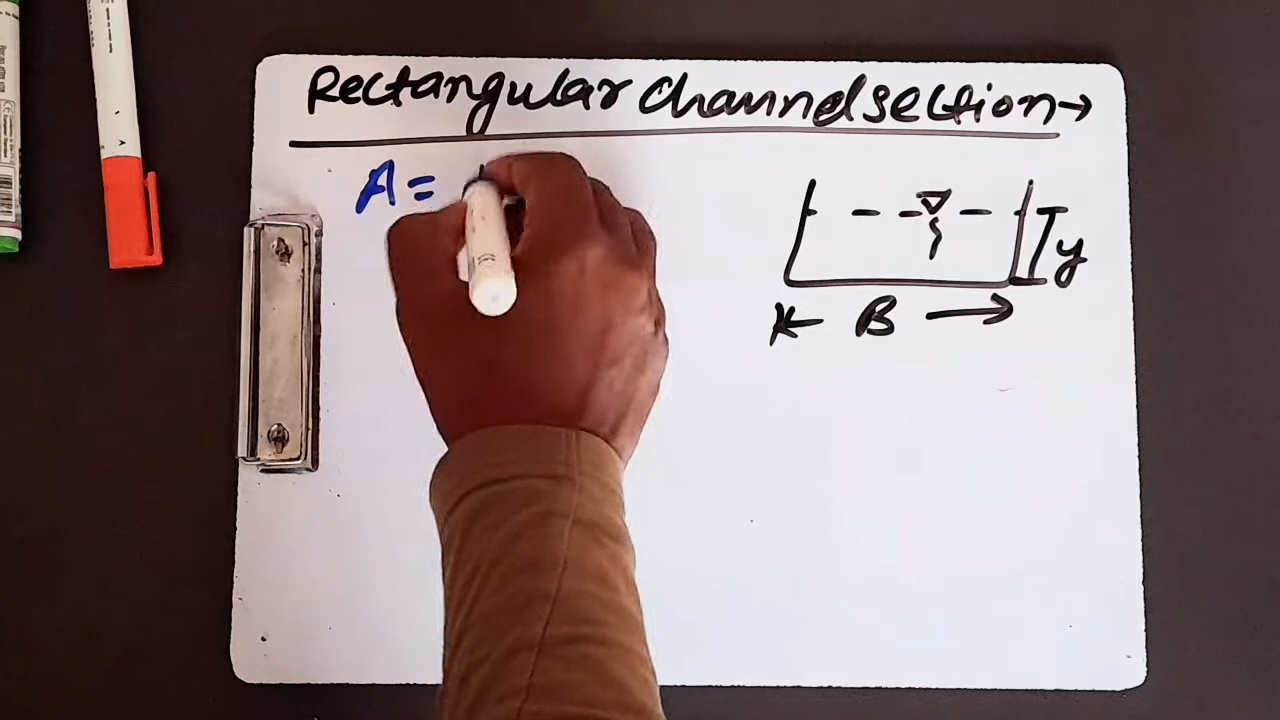 Rectangular Channel section→
A =
y
B